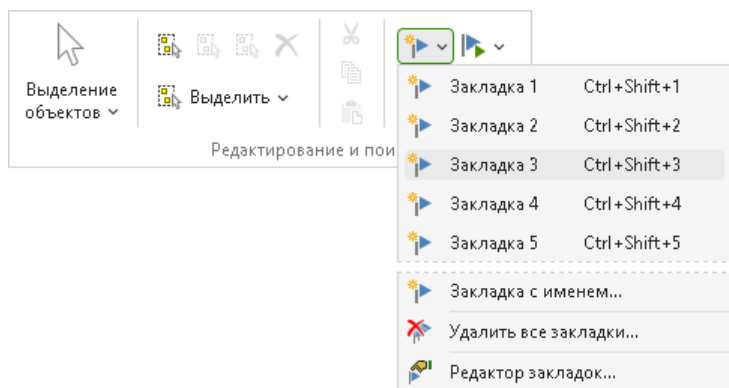 Выделение
объектов
Выделить
Редактирование и пои
Закладка 1 Ctrl+Shift+1
Закладка 2 Ctrl+Shift+2
Закладка 3 Ctrl+Shift+3
Закладка 4 Ctrl+Shift+4
Закладка 5 Ctrl+Shift+5
Закладка с именем...
Удалить все закладки...
Редактор закладок...